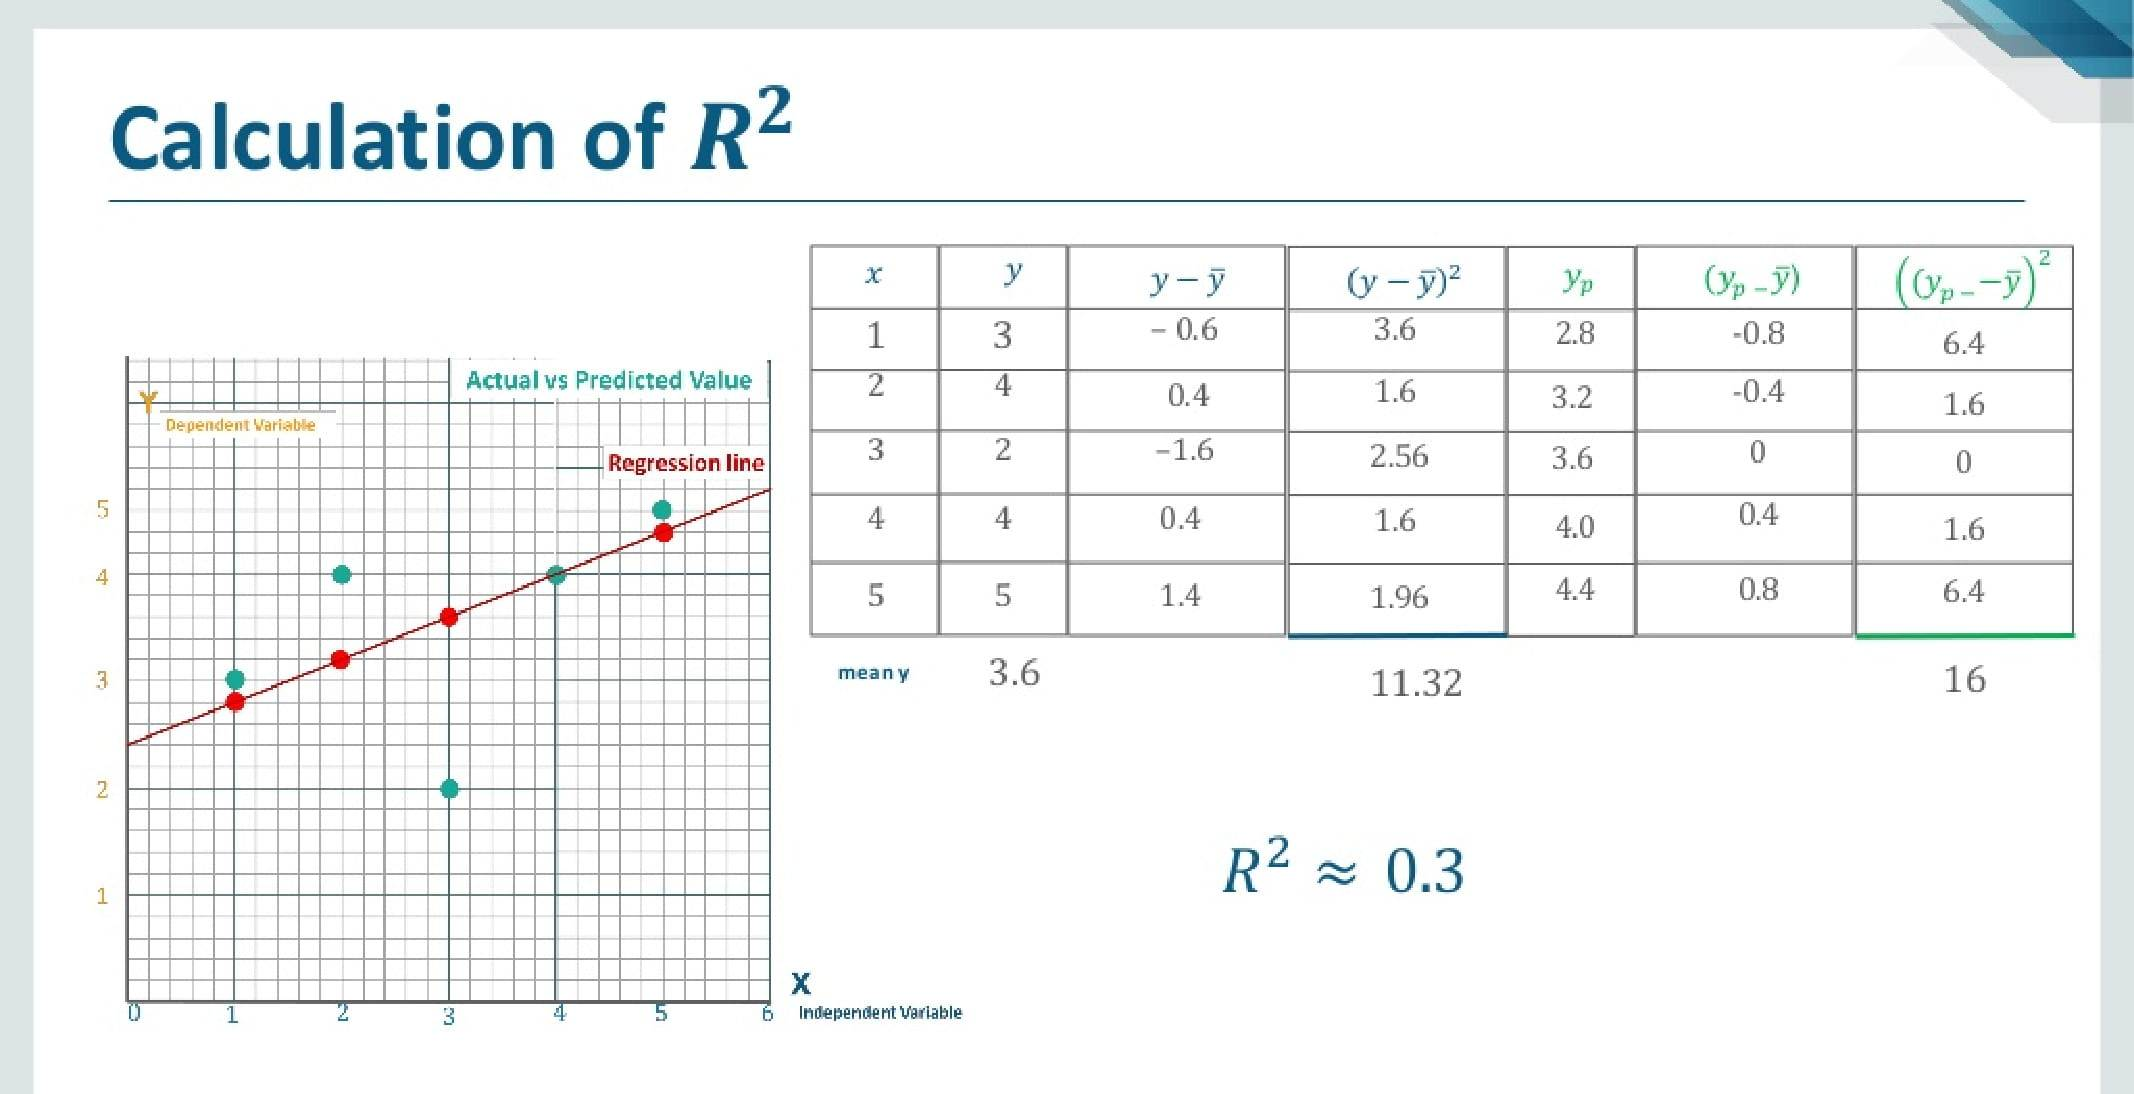 Calculation of R²
x y y − ȳ (y − ȳ)² yₚ (yₚ −ȳ) ((yₚ − −ȳ)²
1 3 − 0.6 3.6 2.8 -0.8 6.4
2 4 0.4 1.6 3.2 -0.4 1.6
3 2 −1.6 2.56 3.6 0 0
4 4 0.4 1.6 4.0 0.4 1.6
5 5 1.4 1.96 4.4 0.8 6.4
mean y 3.6 11.32 16
Actual vs Predicted Value
Y
Dependent Variable
Regression line
5
4
3
2
1
0 1 2 3 4 5 6
X
Independent Variable
R² ≈ 0.3